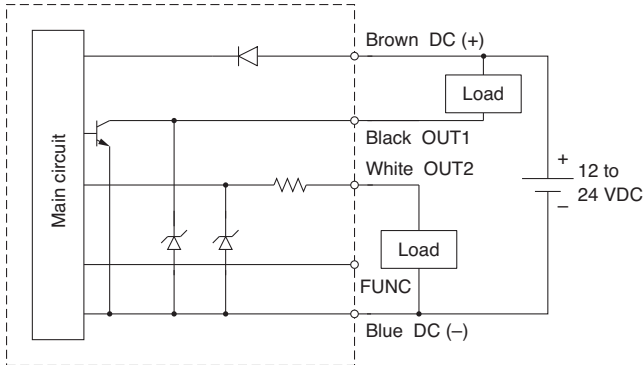 Brown DC (+)
Load
Main circuit
Black OUT1
White OUT2
+
12 to
24 VDC
–
Load
FUNC
Blue DC (–)